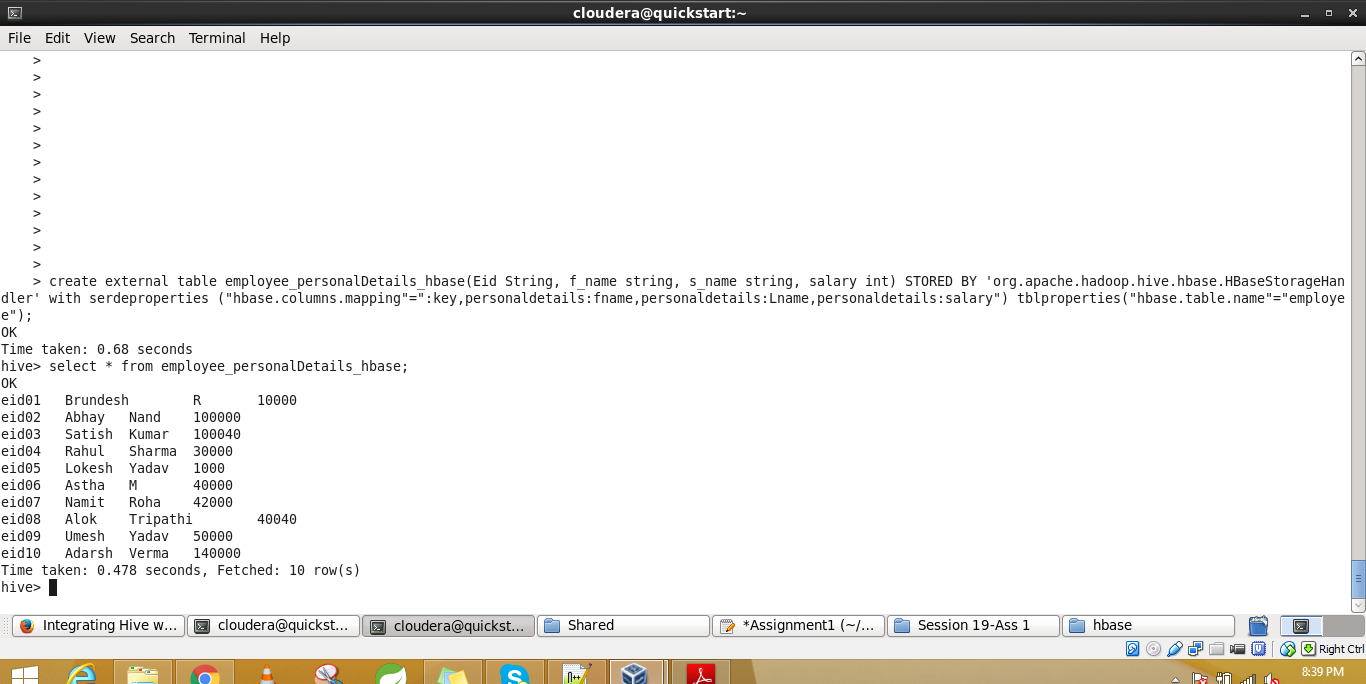 cloudera@quickstart:~
File Edit View Search Terminal Help
>
>
>
>
>
>
>
>
>
>
>
>
>
> create external table employee_personalDetails_hbase(Eid String, f_name string, s_name string, salary int) STORED BY 'org.apache.hadoop.hive.hbase.HBaseStorageHan
dler' with serdeproperties ("hbase.columns.mapping"=":key,personaldetails:fname,personaldetails:Lname,personaldetails:salary") tblproperties("hbase.table.name"="employe
e");
OK
Time taken: 0.68 seconds
hive> select * from employee_personalDetails_hbase;
OK
eid01 Brundesh R 10000
eid02 Abhay Nand 100000
eid03 Satish Kumar 100040
eid04 Rahul Sharma 30000
eid05 Lokesh Yadav 1000
eid06 Astha M 40000
eid07 Namit Roha 42000
eid08 Alok Tripathi 40040
eid09 Umesh Yadav 50000
eid10 Adarsh Verma 140000
Time taken: 0.478 seconds, Fetched: 10 row(s)
hive>
Integrating Hive w... cloudera@quickst... cloudera@quickst... Shared *Assignment1 (~/... Session 19-Ass 1 hbase
Right Ctrl
8:39 PM